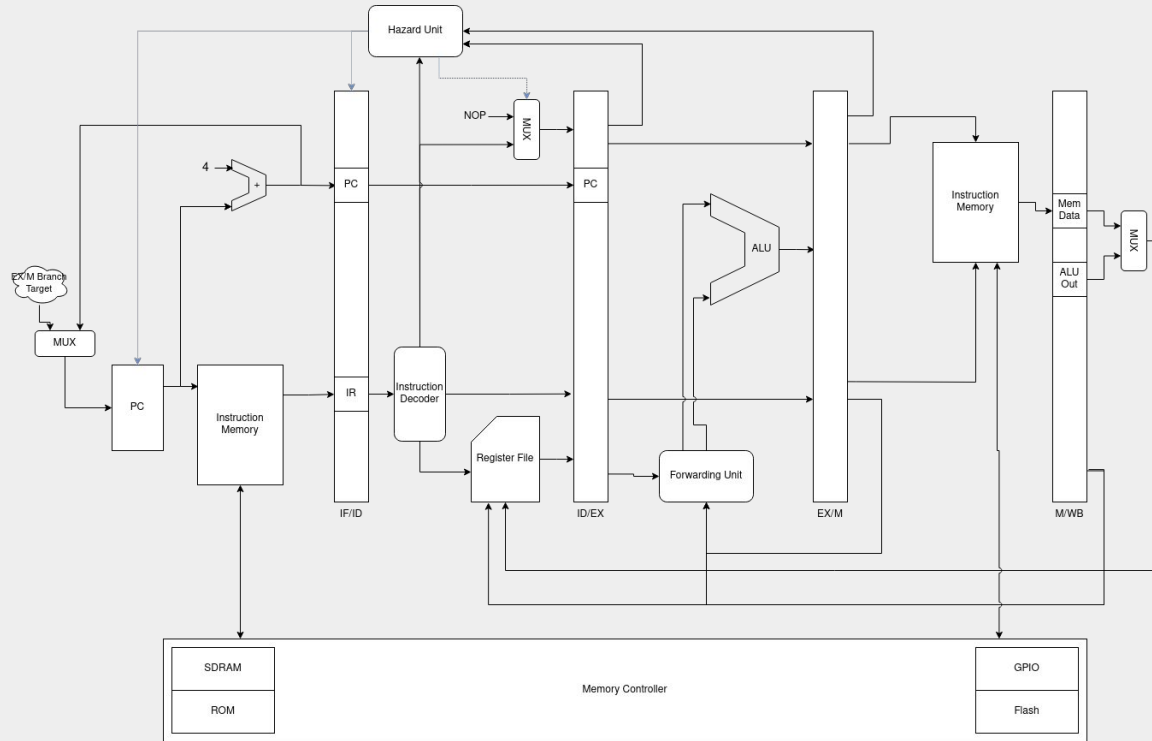 Hazard Unit
NOP
MUX
4
+
PC
PC
Instruction
Memory
Mem
Data
MUX
ALU
ALU
Out
EX/M Branch
Target
MUX
PC
Instruction
Memory
IR
Instruction
Decoder
Register File
Forwarding Unit
IF/ID
ID/EX
EX/M
M/WB
SDRAM
ROM
Memory Controller
GPIO
Flash